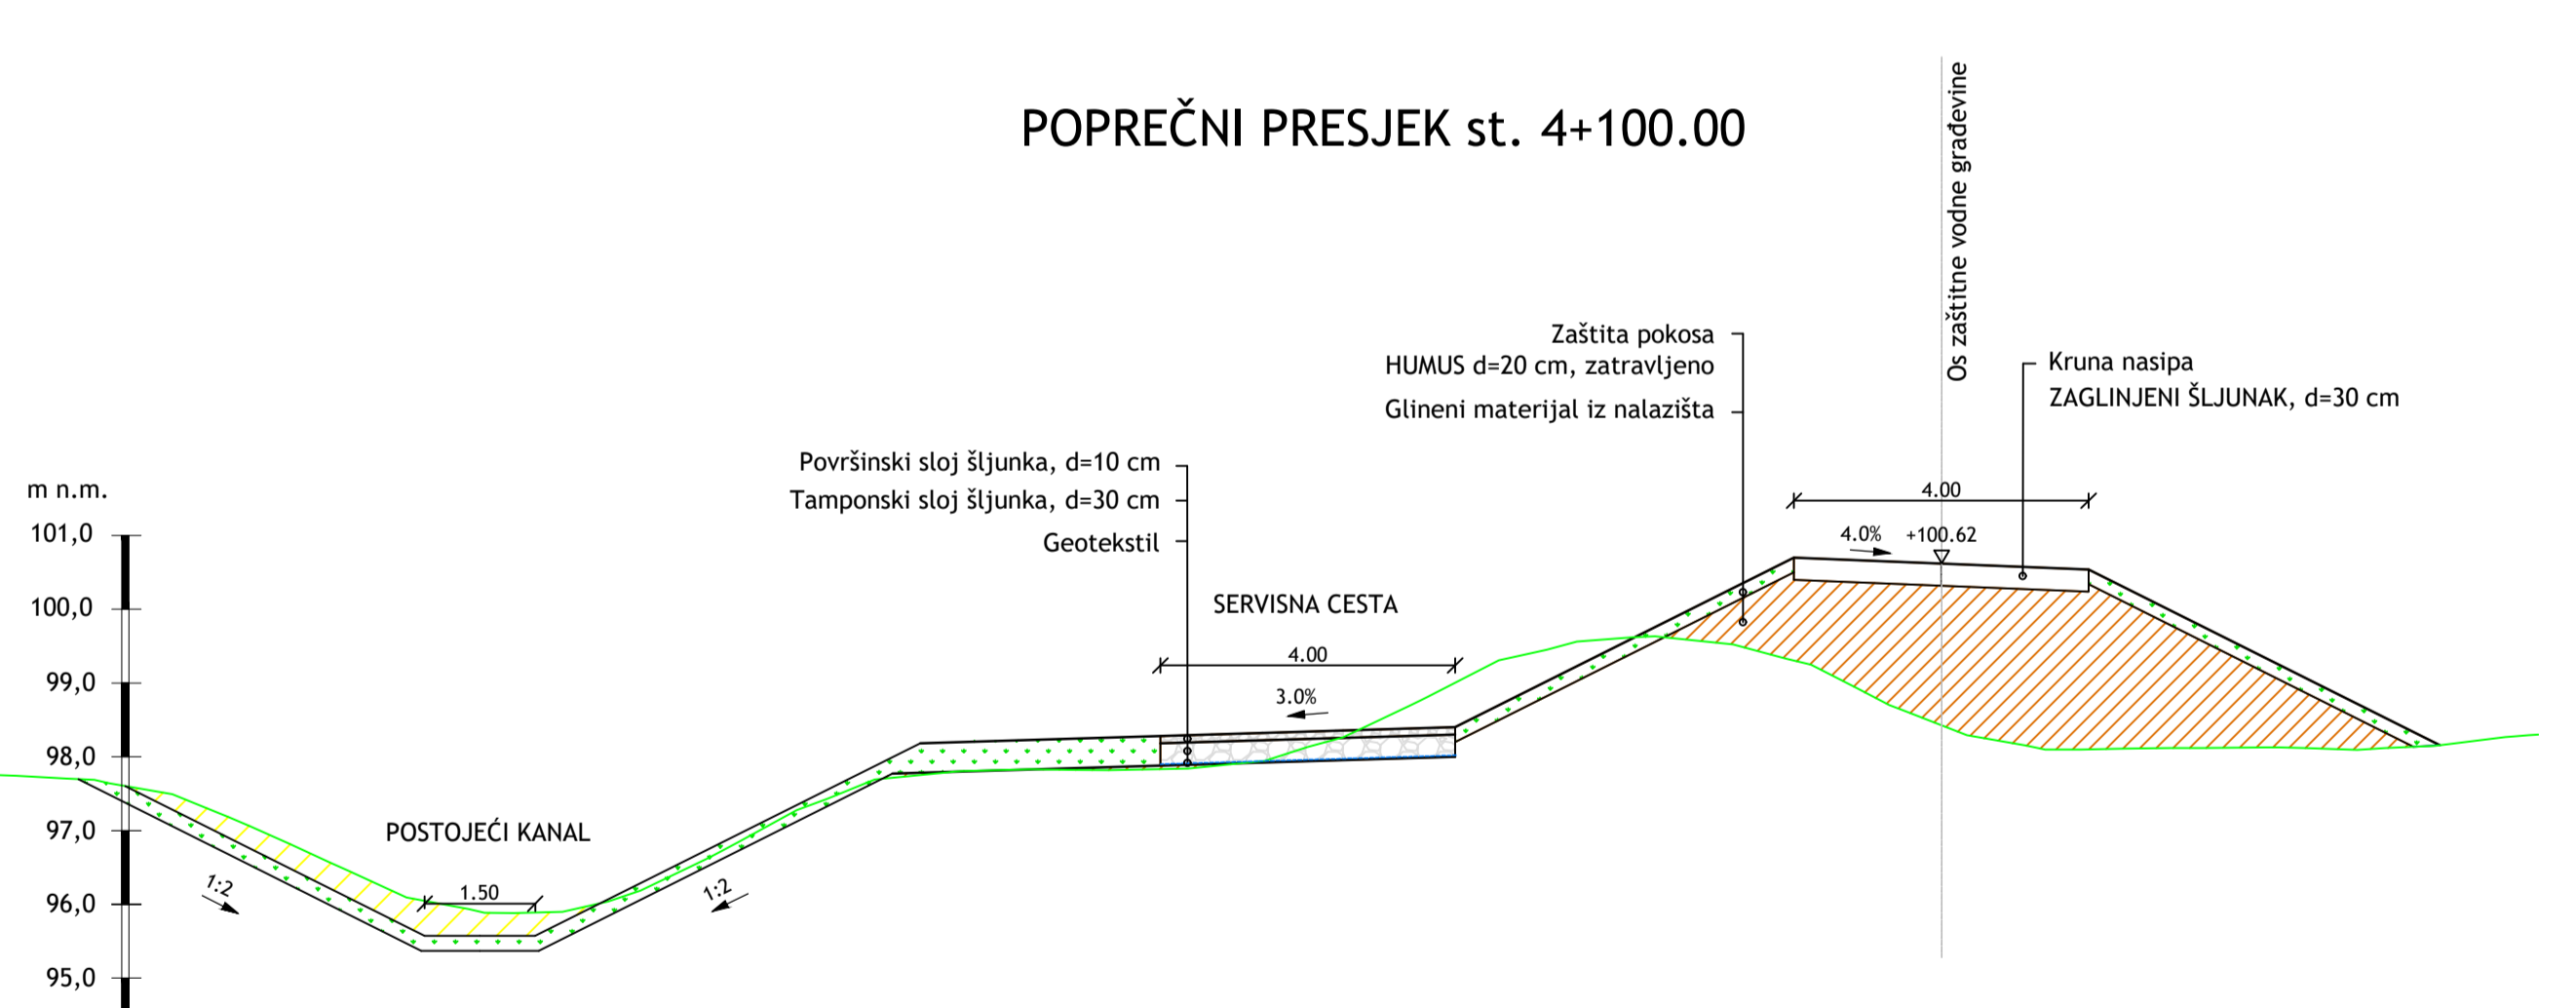 POPREČNI PRESJEK st. 4+100.00
Os zaštitne vodne građevine
Zaštita pokosa
HUMUS d=20 cm, zatravljeno
Glineni materijal iz nalazišta
Kruna nasipa
ZAGLINJENI ŠLJUNAK, d=30 cm
Površinski sloj šljunka, d=10 cm
Tamponski sloj šljunka, d=30 cm
Geotekstil
4.00
4.0% +100.62
SERVISNA CESTA
4.00
3.0%
m n.m.
101,0
100,0
99,0
98,0
97,0
96,0
95,0
POSTOJEĆI KANAL
1:2
1.50
1:2